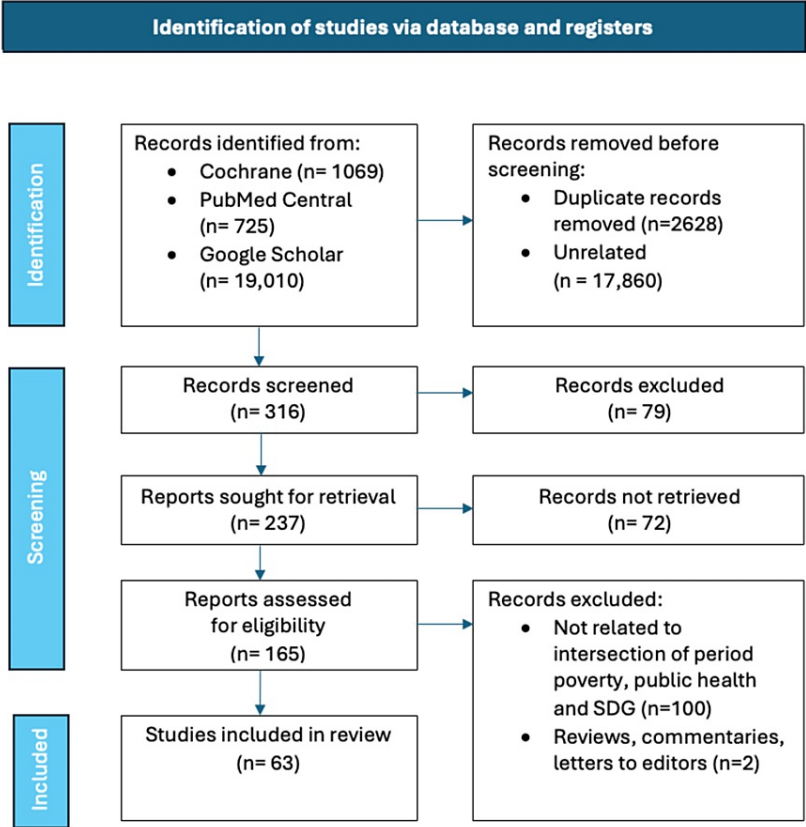 Identification of studies via database and registers
Identification
Records identified from:
• Cochrane (n= 1069)
• PubMed Central
(n= 725)
• Google Scholar
(n= 19,010)
Records removed before
screening:
• Duplicate records
removed (n=2628)
• Unrelated
(n = 17,860)
Screening
Records screened
(n= 316)
Records excluded
(n= 79)
Reports sought for retrieval
(n= 237)
Records not retrieved
(n= 72)
Reports assessed
for eligibility
(n= 165)
Records excluded:
• Not related to
intersection of period
poverty, public health
and SDG (n=100)
• Reviews, commentaries,
letters to editors (n=2)
Included
Studies included in review
(n= 63)